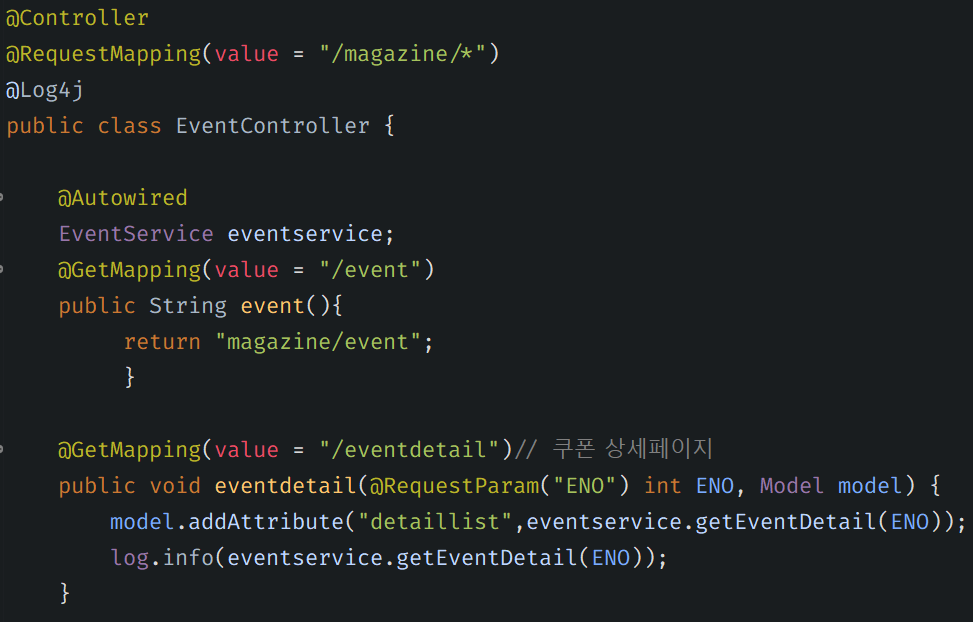 @Controller
@RequestMapping(value = "/magazine/*")
@Log4j
public class EventController {
@Autowired
EventService eventservice;
@GetMapping(value = "/event")
public String event(){
return "magazine/event";
}
@GetMapping(value = "/eventdetail")// 쿠폰 상세페이지
public void eventdetail(@RequestParam("ENO") int ENO, Model model) {
model.addAttribute("detaillist",eventservice.getEventDetail(ENO));
log.info(eventservice.getEventDetail(ENO));
}